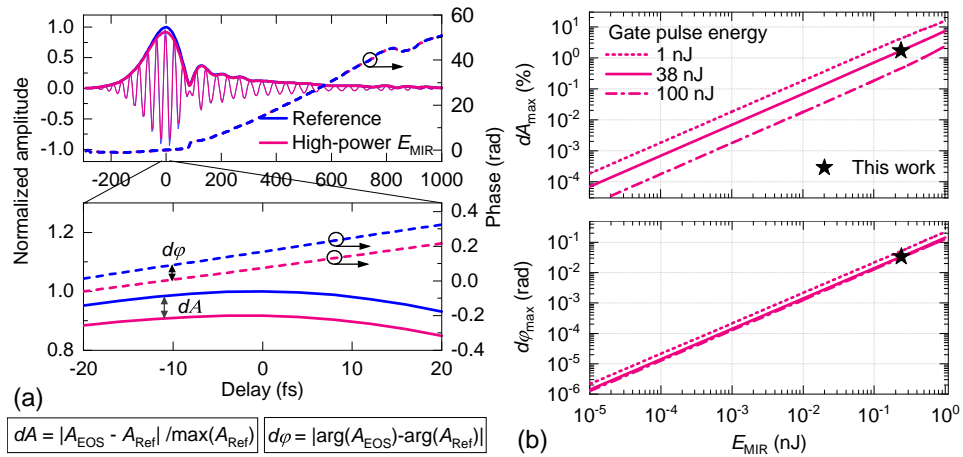 Normalized amplitude
1.0
0.5
0.0
-0.5
-1.0
60
40
20
0
Phase (rad)
Reference
High-power E_MIR
-200 0 200 400 600 800 1000
1.2
1.0
0.8
dφ
dA
0.4
0.2
0.0
-0.2
-0.4
-20 -10 0 10 20
Delay (fs)
(a)
dA = |A_EOS - A_Ref| /max(A_Ref)
dφ = |arg(A_EOS)-arg(A_Ref)|
dA_max (%)
10^1
10^0
10^-1
10^-2
10^-3
10^-4
Gate pulse energy
1 nJ
38 nJ
100 nJ
This work
dφ_max (rad)
10^-1
10^-2
10^-3
10^-4
10^-5
10^-6
10^-5 10^-4 10^-3 10^-2 10^-1 10^0
E_MIR (nJ)
(b)